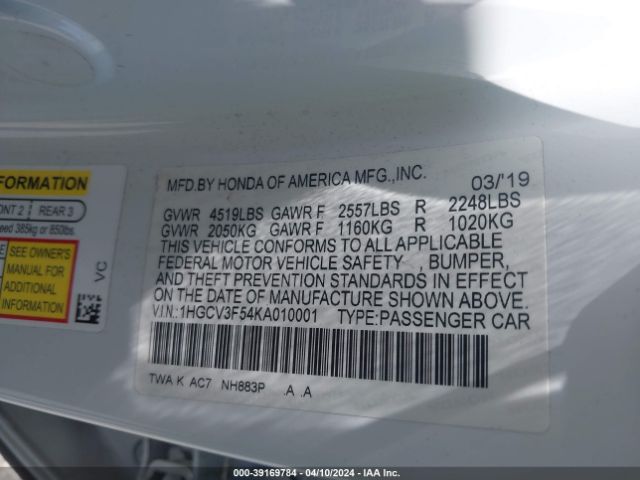 FORMATION
ONT 2 REAR 3
eed 385kg or 850lbs.
SEE OWNER'S
MANUAL FOR
ADDITIONAL
INFORMATION
VC
MFD.BY HONDA OF AMERICA MFG.,INC. 03/'19
GVWR 4519LBS GAWR F 2557LBS R 2248LBS
GVWR 2050KG GAWR F 1160KG R 1020KG
THIS VEHICLE CONFORMS TO ALL APPLICABLE
FEDERAL MOTOR VEHICLE SAFETY , BUMPER,
AND THEFT PREVENTION STANDARDS IN EFFECT
ON THE DATE OF MANUFACTURE SHOWN ABOVE.
V.I.N.:1HGCV3F54KA010001 TYPE:PASSENGER CAR
TWA K AC7 NH883P .A .A
000-39169784 - 04/10/2024 - IAA Inc.